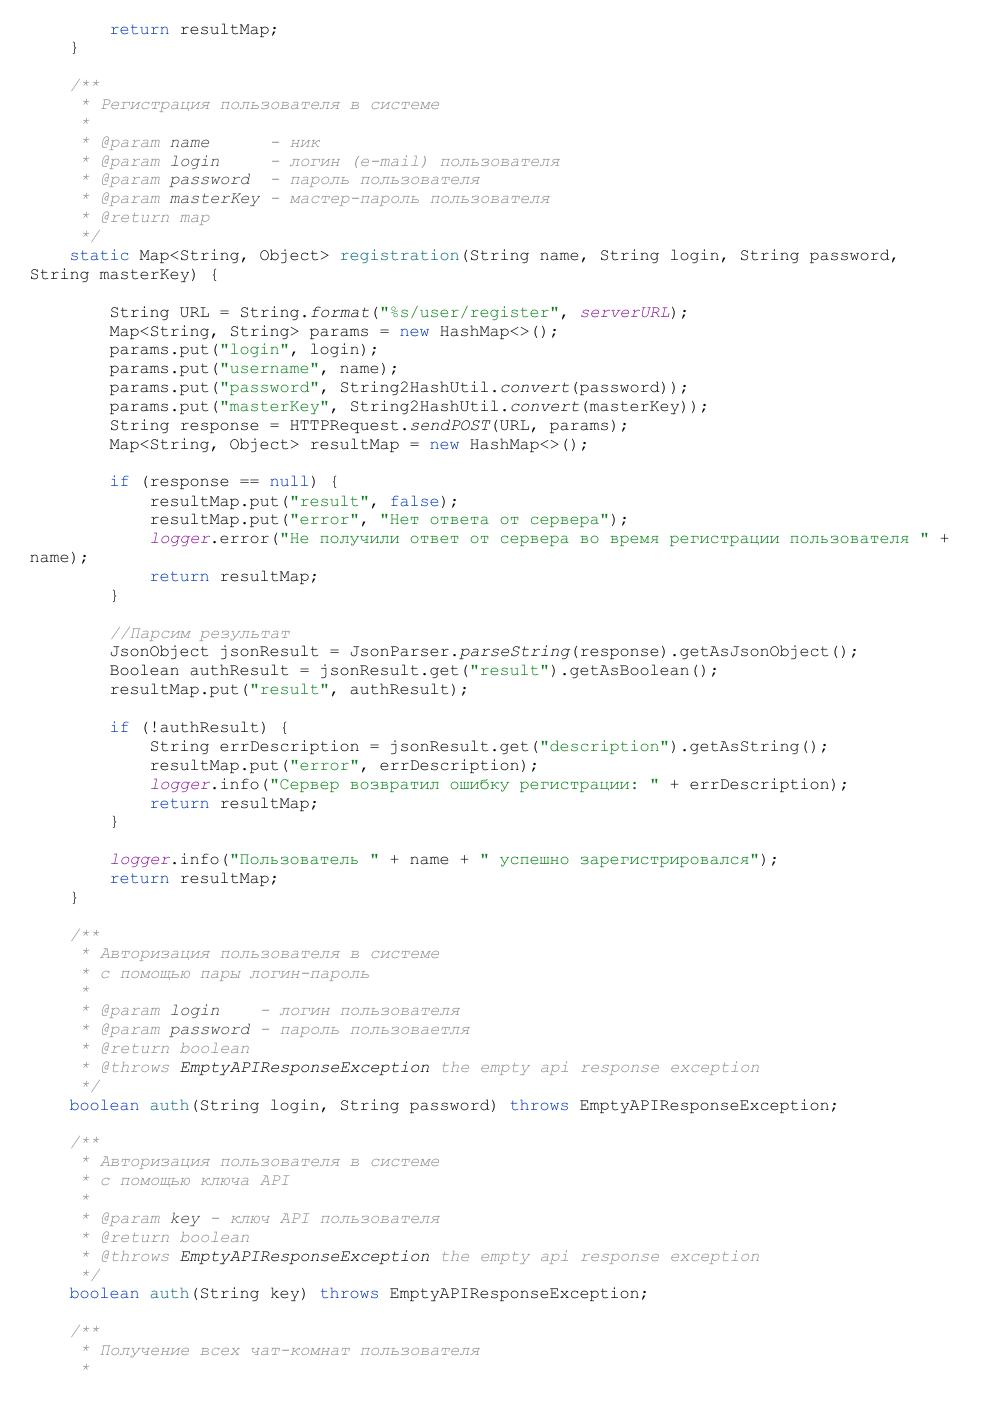 return resultMap;
    }

    /**
     * Регистрация пользователя в системе
     *
     * @param name      - ник
     * @param login     - логин (e-mail) пользователя
     * @param password  - пароль пользователя
     * @param masterKey - мастер-пароль пользователя
     * @return map
     */
    static Map<String, Object> registration(String name, String login, String password,
String masterKey) {

        String URL = String.format("%s/user/register", serverURL);
        Map<String, String> params = new HashMap<>();
        params.put("login", login);
        params.put("username", name);
        params.put("password", String2HashUtil.convert(password));
        params.put("masterKey", String2HashUtil.convert(masterKey));
        String response = HTTPRequest.sendPOST(URL, params);
        Map<String, Object> resultMap = new HashMap<>();

        if (response == null) {
            resultMap.put("result", false);
            resultMap.put("error", "Нет ответа от сервера");
            logger.error("Не получили ответ от сервера во время регистрации пользователя " +
name);
            return resultMap;
        }

        //Парсим результат
        JsonObject jsonResult = JsonParser.parseString(response).getAsJsonObject();
        Boolean authResult = jsonResult.get("result").getAsBoolean();
        resultMap.put("result", authResult);

        if (!authResult) {
            String errDescription = jsonResult.get("description").getAsString();
            resultMap.put("error", errDescription);
            logger.info("Сервер возвратил ошибку регистрации: " + errDescription);
            return resultMap;
        }

        logger.info("Пользователь " + name + " успешно зарегистрировался");
        return resultMap;
    }

    /**
     * Авторизация пользователя в системе
     * с помощью пары логин-пароль
     *
     * @param login    - логин пользователя
     * @param password - пароль пользоваетля
     * @return boolean
     * @throws EmptyAPIResponseException the empty api response exception
     */
    boolean auth(String login, String password) throws EmptyAPIResponseException;

    /**
     * Авторизация пользователя в системе
     * с помощью ключа API
     *
     * @param key - ключ API пользователя
     * @return boolean
     * @throws EmptyAPIResponseException the empty api response exception
     */
    boolean auth(String key) throws EmptyAPIResponseException;

    /**
     * Получение всех чат-комнат пользователя
     *